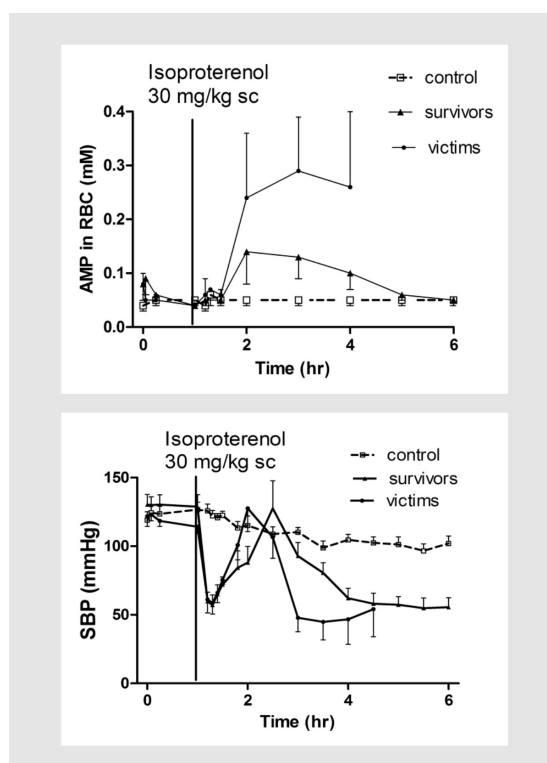 Isoproterenol
30 mg/kg sc
control
survivors
victims
0.4
0.3
0.2
0.1
0.0
AMP in RBC (mM)
0 2 4 6
Time (hr)
Isoproterenol
30 mg/kg sc
control
survivors
victims
150
100
50
0
SBP (mmHg)
0 2 4 6
Time (hr)